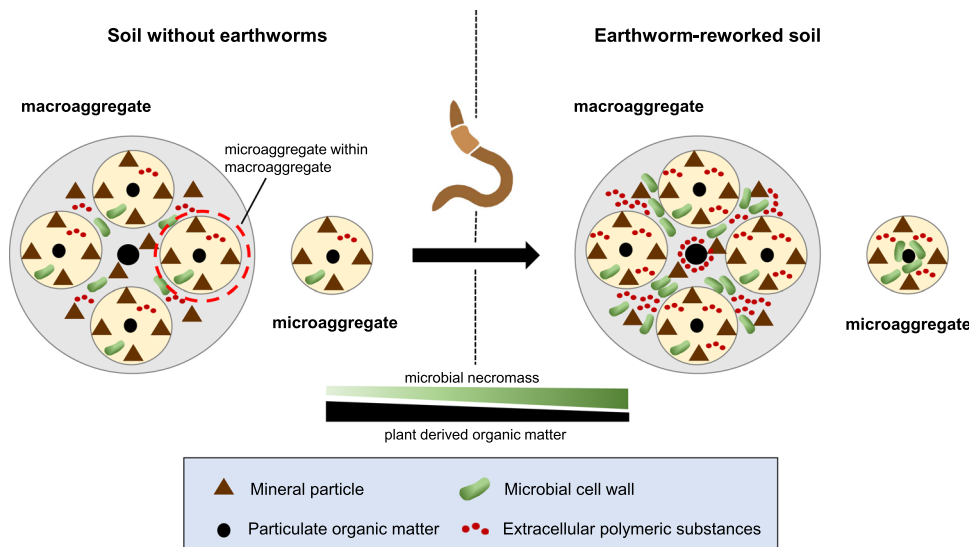 Soil without earthworms
Earthworm-reworked soil
macroaggregate
macroaggregate
microaggregate within
macroaggregate
microaggregate
microaggregate
microbial necromass
plant derived organic matter
Mineral particle
Microbial cell wall
Particulate organic matter
Extracellular polymeric substances